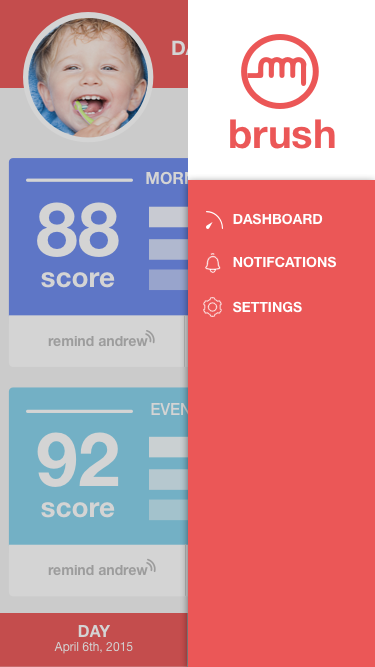 DA
MORN
88
score
remind andrew
EVEN
92
score
remind andrew
DAY
April 6th, 2015
brush
DASHBOARD
NOTIFCATIONS
SETTINGS